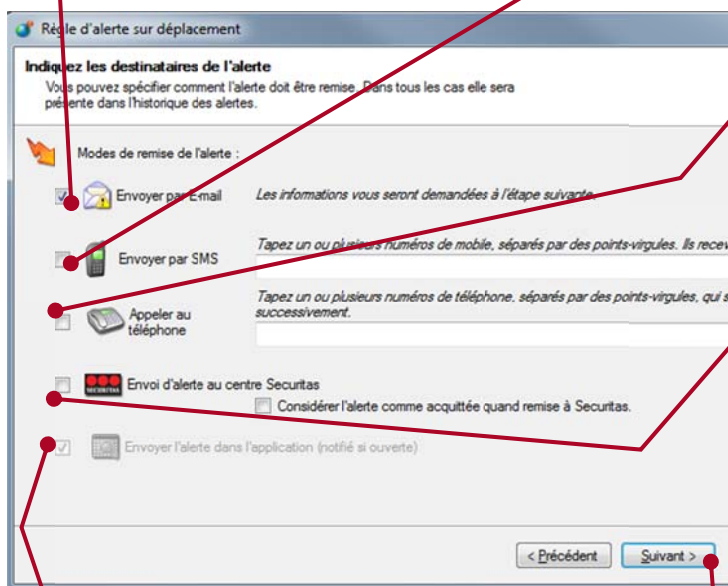 Règle d'alerte sur déplacement
Indiquez les destinataires de l'alerte
Vous pouvez spécifier comment l'alerte doit être remise. Dans tous les cas elle sera
présente dans l'historique des alertes.
Modes de remise de l'alerte :
Envoyer par E-mail
Les informations vous seront demandées à l'étape suivante.
Tapez un ou plusieurs numéros de mobile, séparés par des points-virgules. Ils recev
Envoyer par SMS
Tapez un ou plusieurs numéros de téléphone, séparés par des points-virgules, qui s
successivement.
Appeler au
téléphone
SECURITAS
Envoi d'alerte au centre Securitas
Considérer l'alerte comme acquittée quand remise à Securitas.
Envoyer l'alerte dans l'application (notifié si ouverte)
< Précédent
Suivant >